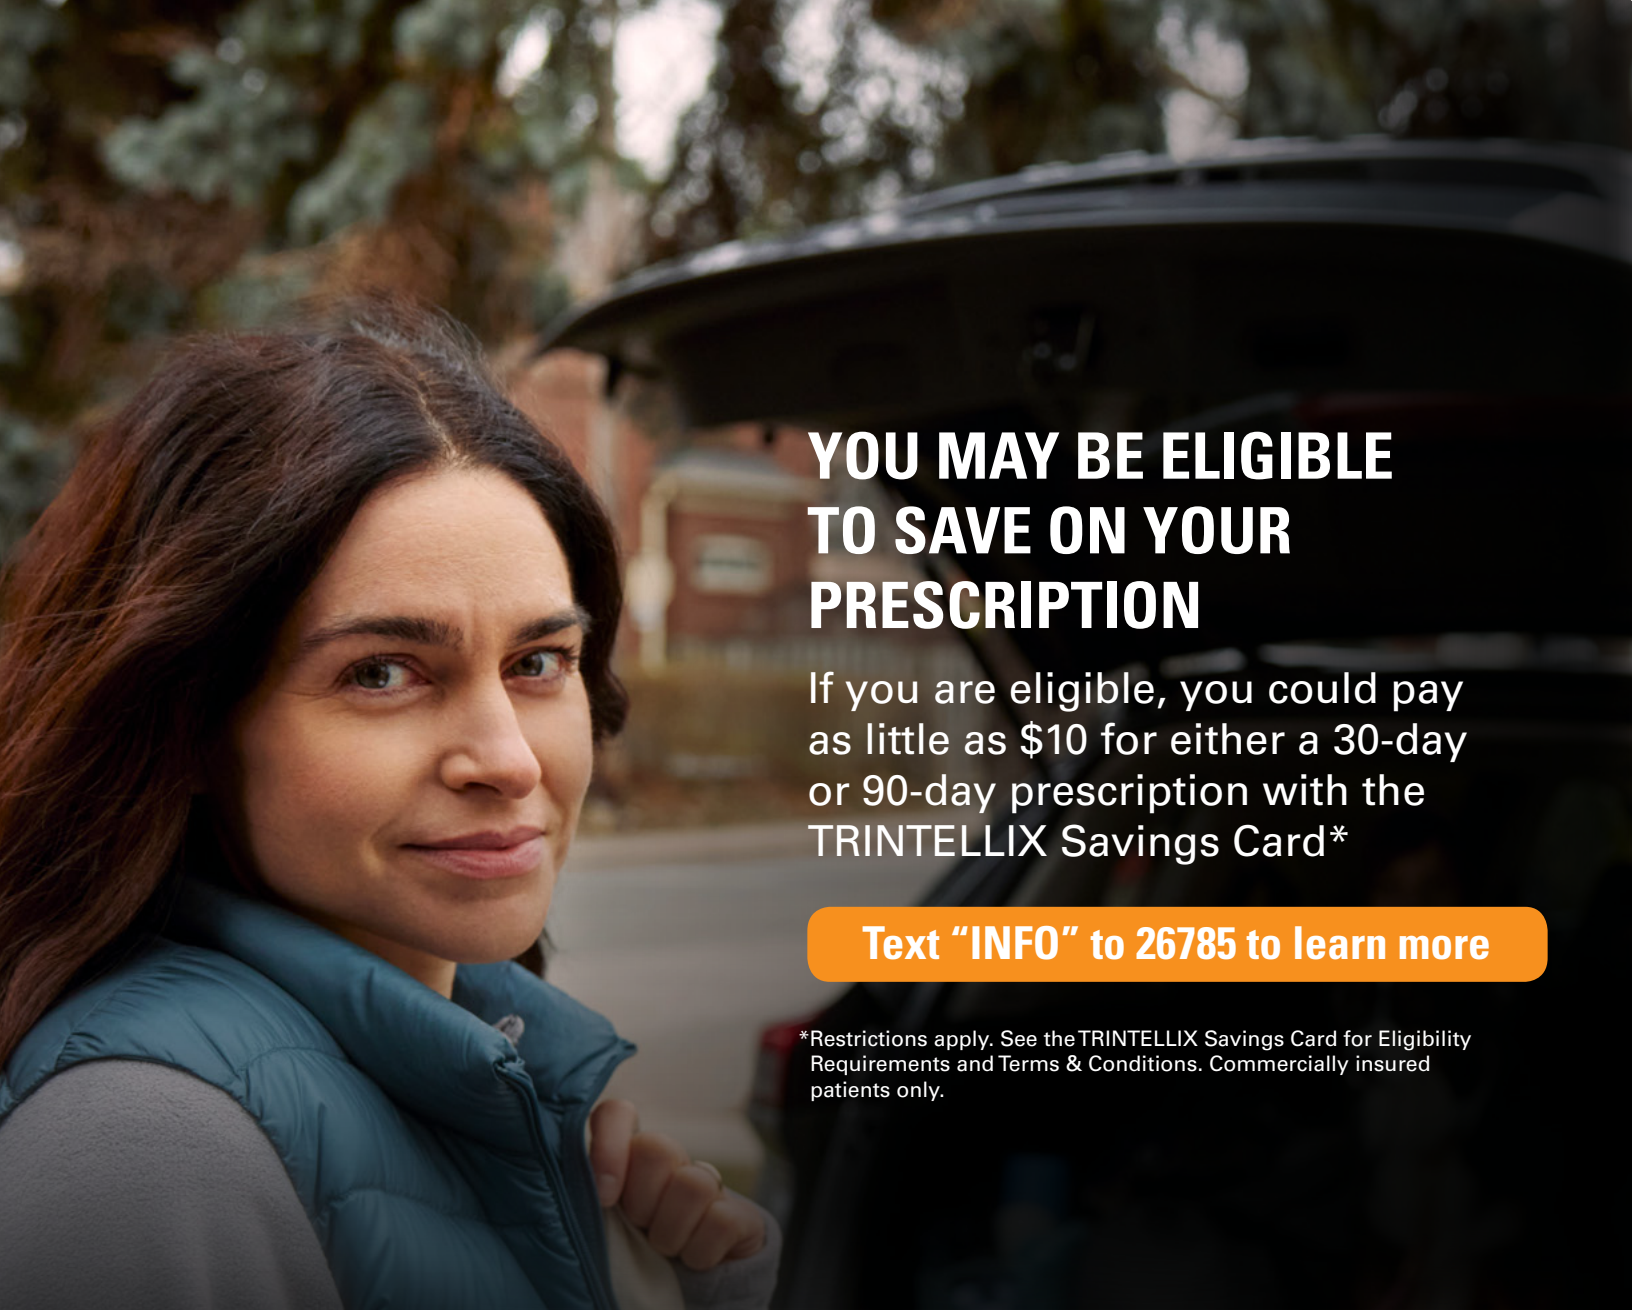 YOU MAY BE ELIGIBLE
TO SAVE ON YOUR
PRESCRIPTION
If you are eligible, you could pay
as little as $10 for either a 30-day
or 90-day prescription with the
TRINTELLIX Savings Card*
Text “INFO” to 26785 to learn more
*Restrictions apply. See the TRINTELLIX Savings Card for Eligibility
Requirements and Terms & Conditions. Commercially insured
patients only.